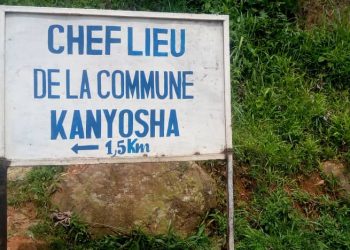 CHEF LIEU
DE LA COMMUNE
KANYOSHA
← 1,5Km